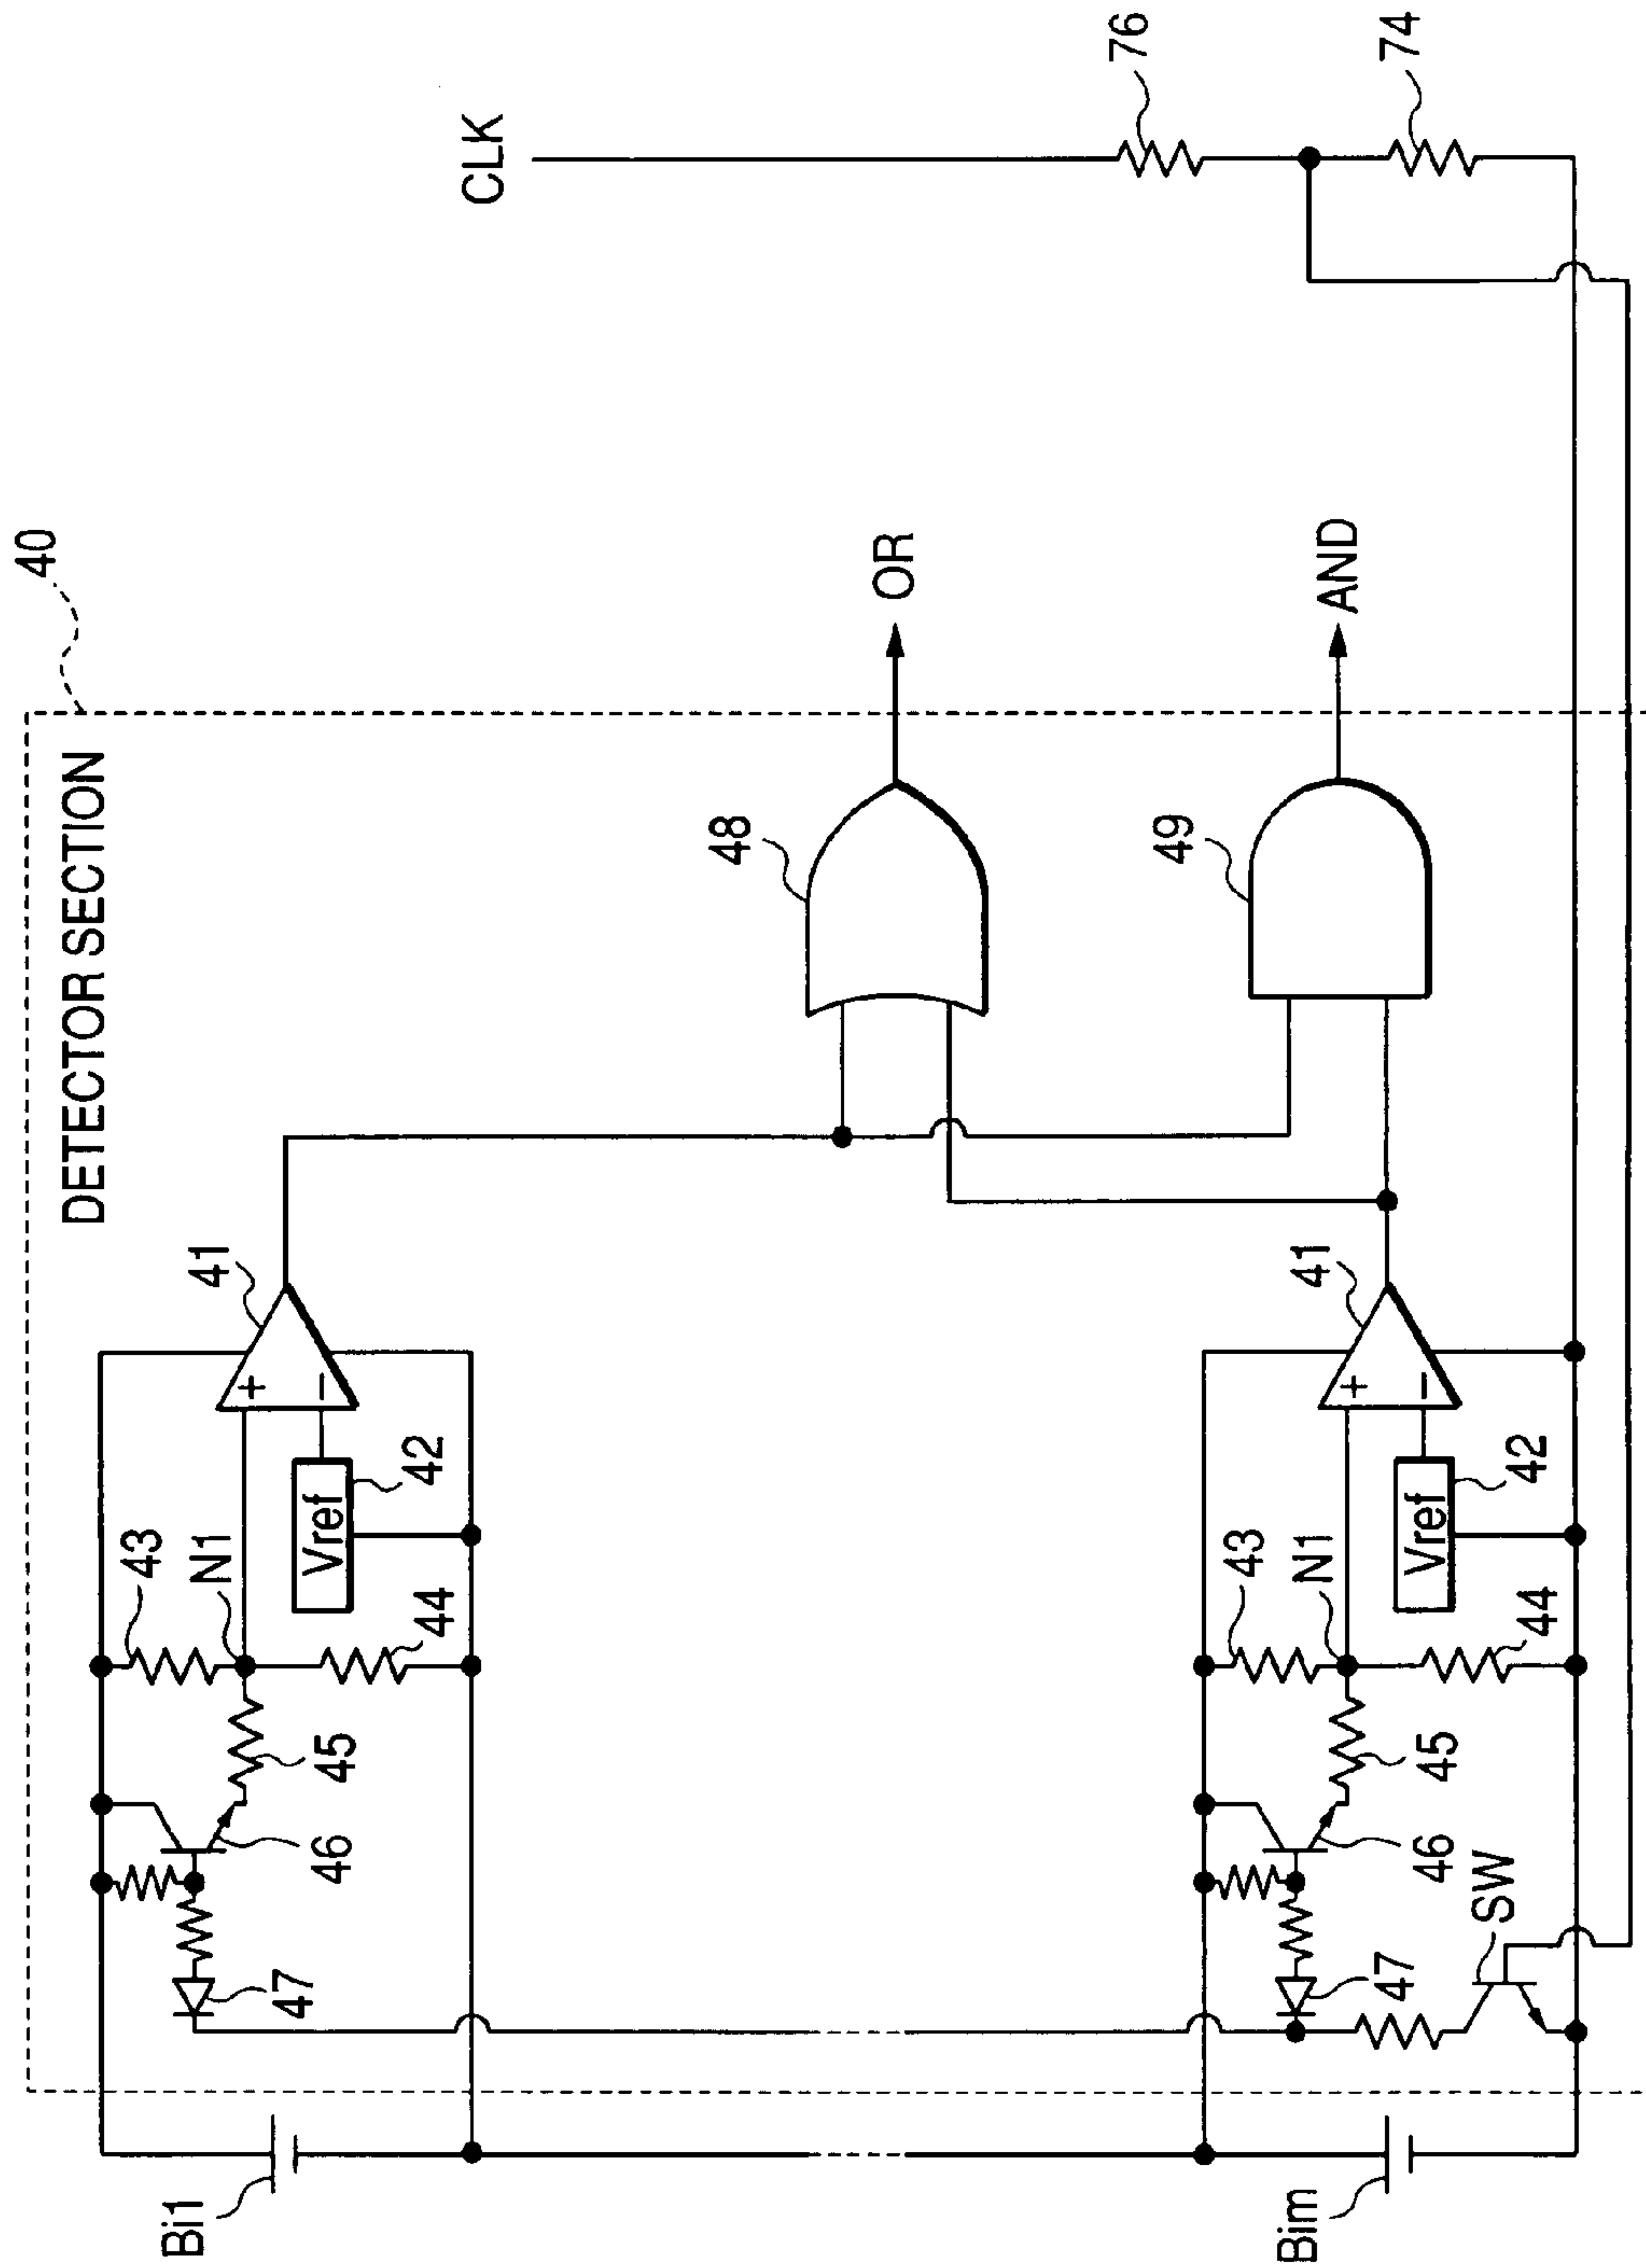 40
DETECTOR SECTION
CLK
76
74
48
OR
49
AND
41
+
−
Vref
42
43
N1
44
45
46
47
Bi1
41
+
−
Vref
42
43
N1
44
45
46
SW
47
Bim